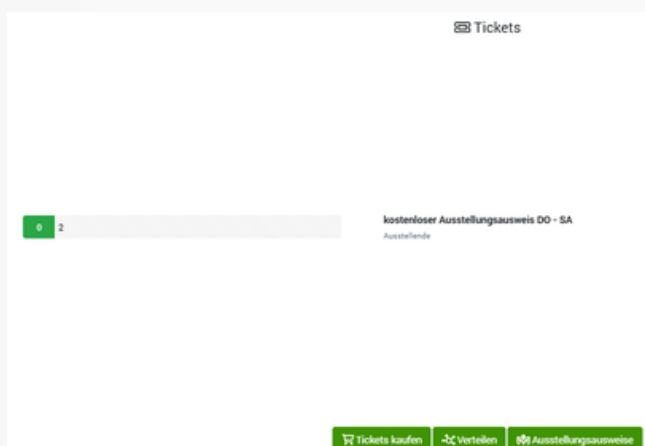 Tickets
0 2
kostenloser Ausstellungsausweis DO - SA
Ausstellende
Tickets kaufen Verteilen Ausstellungsausweise